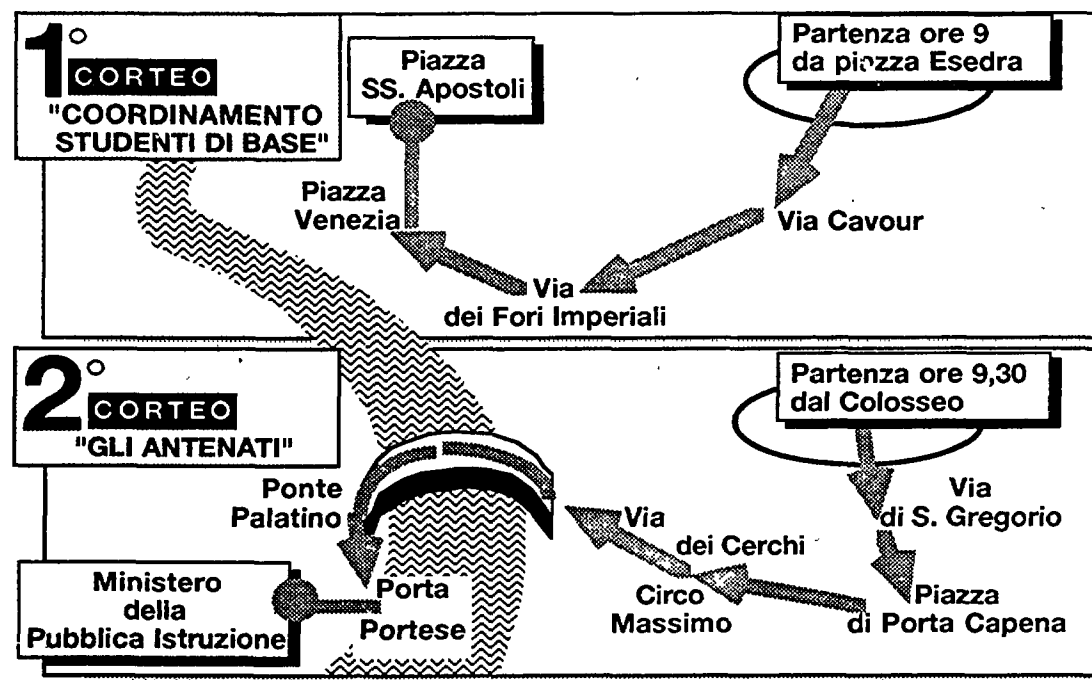 1°
CORTEO
"COORDINAMENTO
STUDENTI DI BASE"
Piazza
SS. Apostoli
Partenza ore 9
da piazza Esedra
Piazza
Venezia
Via Cavour
Via
dei Fori Imperiali
2°
CORTEO
"GLI ANTENATI"
Partenza ore 9,30
dal Colosseo
Ponte
Palatino
Via
di S. Gregorio
Via
dei Cerchi
Ministero
della
Pubblica Istruzione
Porta
Portese
Circo
Massimo
Piazza
di Porta Capena